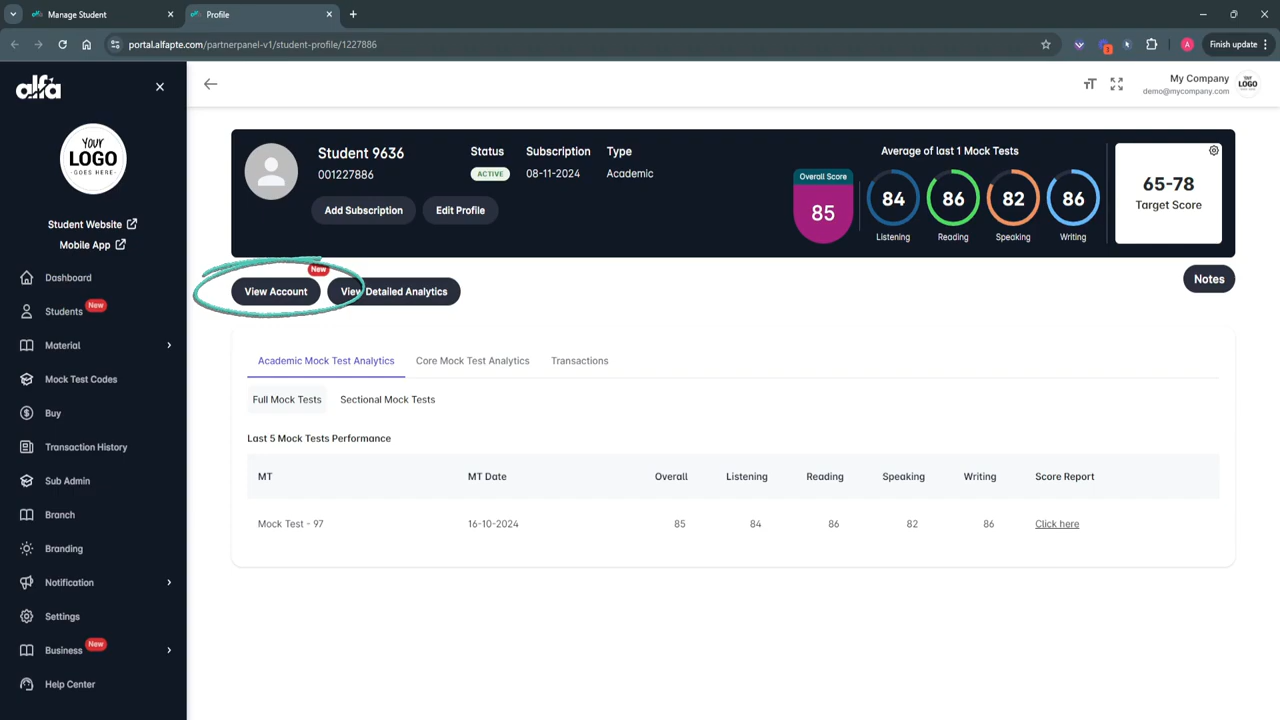 Manage Student
Profile
portal.alfapte.com/partnerpanel-v1/student-profile/1227886
A
Finish update
alfa
YOUR
LOGO
GOES HERE
Student Website
Mobile App
Dashboard
Students New
Material
Mock Test Codes
Buy
Transaction History
Sub Admin
Branch
Branding
Notification
Settings
Business New
Help Center
TT
My Company
demo@mycompany.com
YOUR
LOGO
Student 9636
001227886
Status Subscription Type
ACTIVE 08-11-2024 Academic
Add Subscription Edit Profile
Average of last 1 Mock Tests
Overall Score
85
84 86 82 86
Listening Reading Speaking Writing
65-78
Target Score
New
View Account View Detailed Analytics
Notes
Academic Mock Test Analytics Core Mock Test Analytics Transactions
Full Mock Tests Sectional Mock Tests
Last 5 Mock Tests Performance
MT MT Date Overall Listening Reading Speaking Writing Score Report
Mock Test - 97 16-10-2024 85 84 86 82 86 Click here